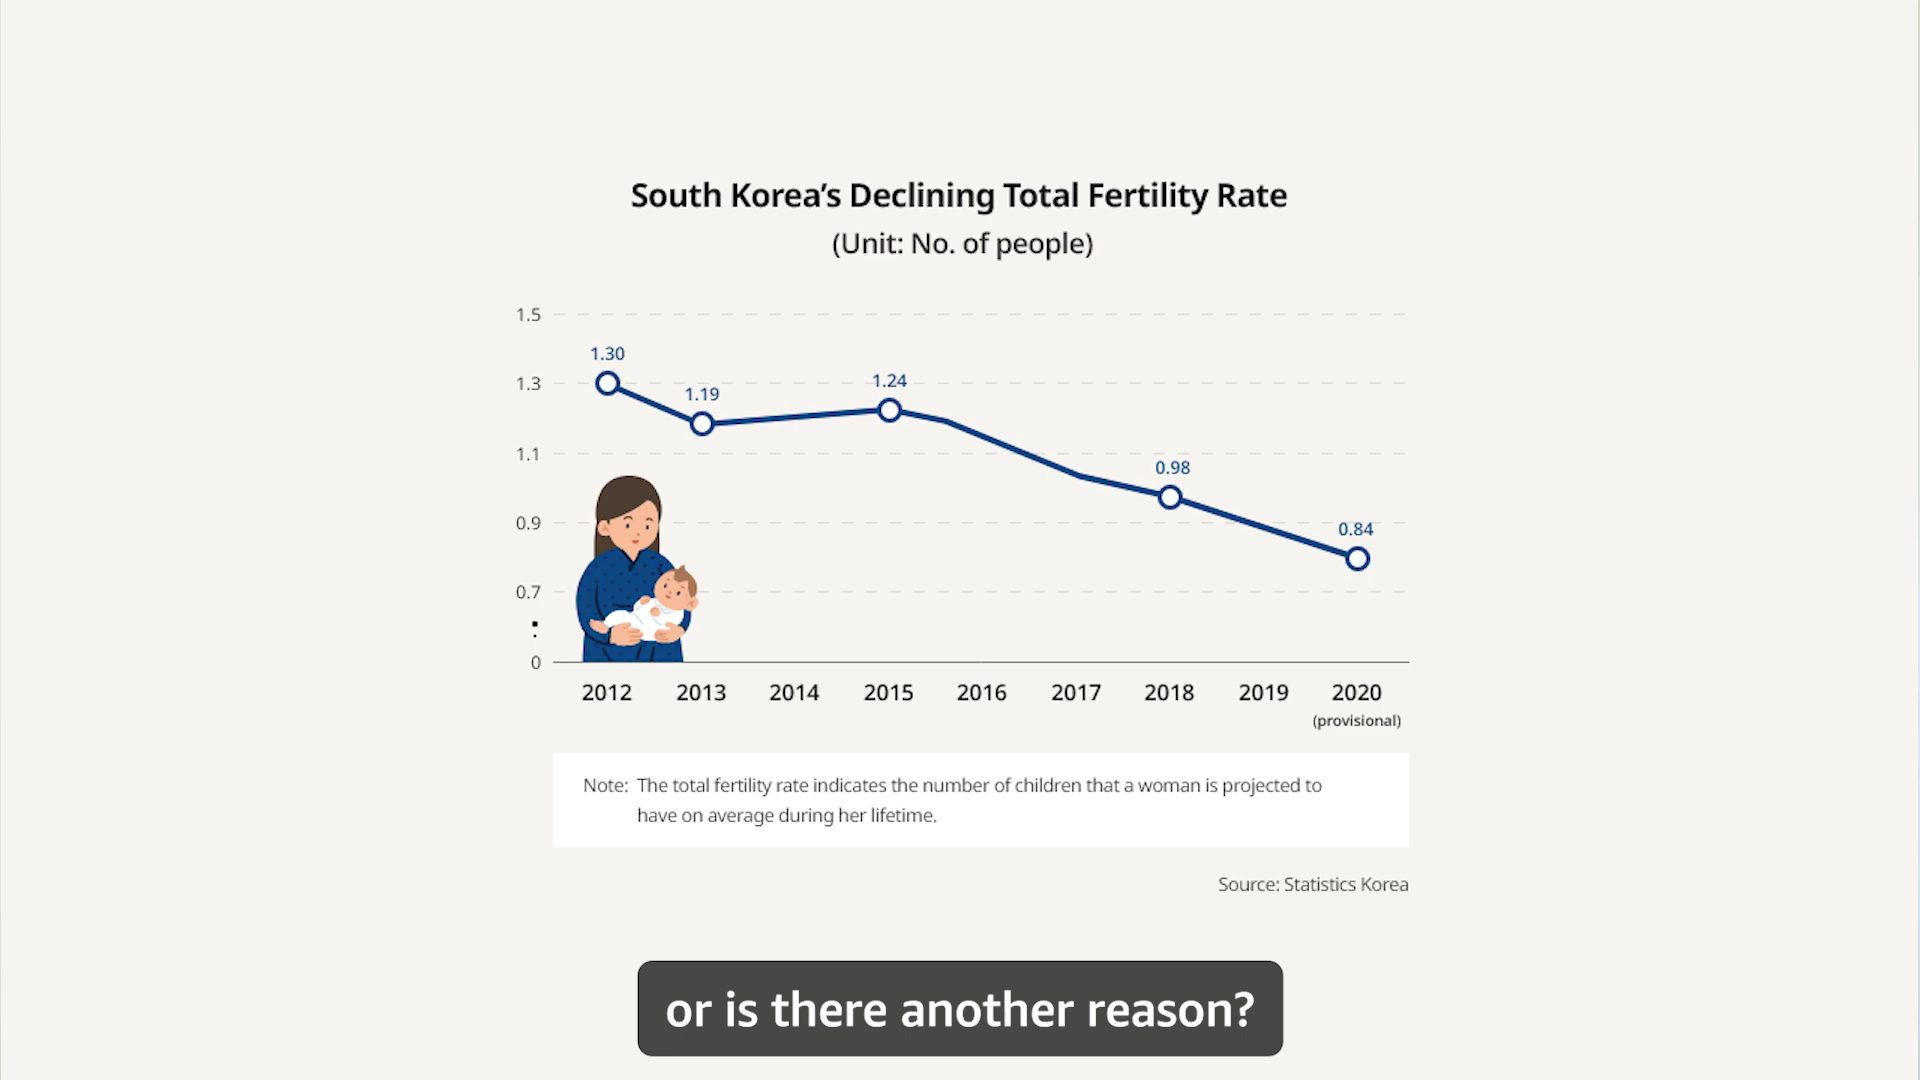 South Korea's Declining Total Fertility Rate
(Unit: No. of people)
1.5
1.3
1.1
0.9
0.7
0
1.30
1.19
1.24
0.98
0.84
2012 2013 2014 2015 2016 2017 2018 2019 2020
(provisional)
Note: The total fertility rate indicates the number of children that a woman is projected to
have on average during her lifetime.
Source: Statistics Korea
or is there another reason?